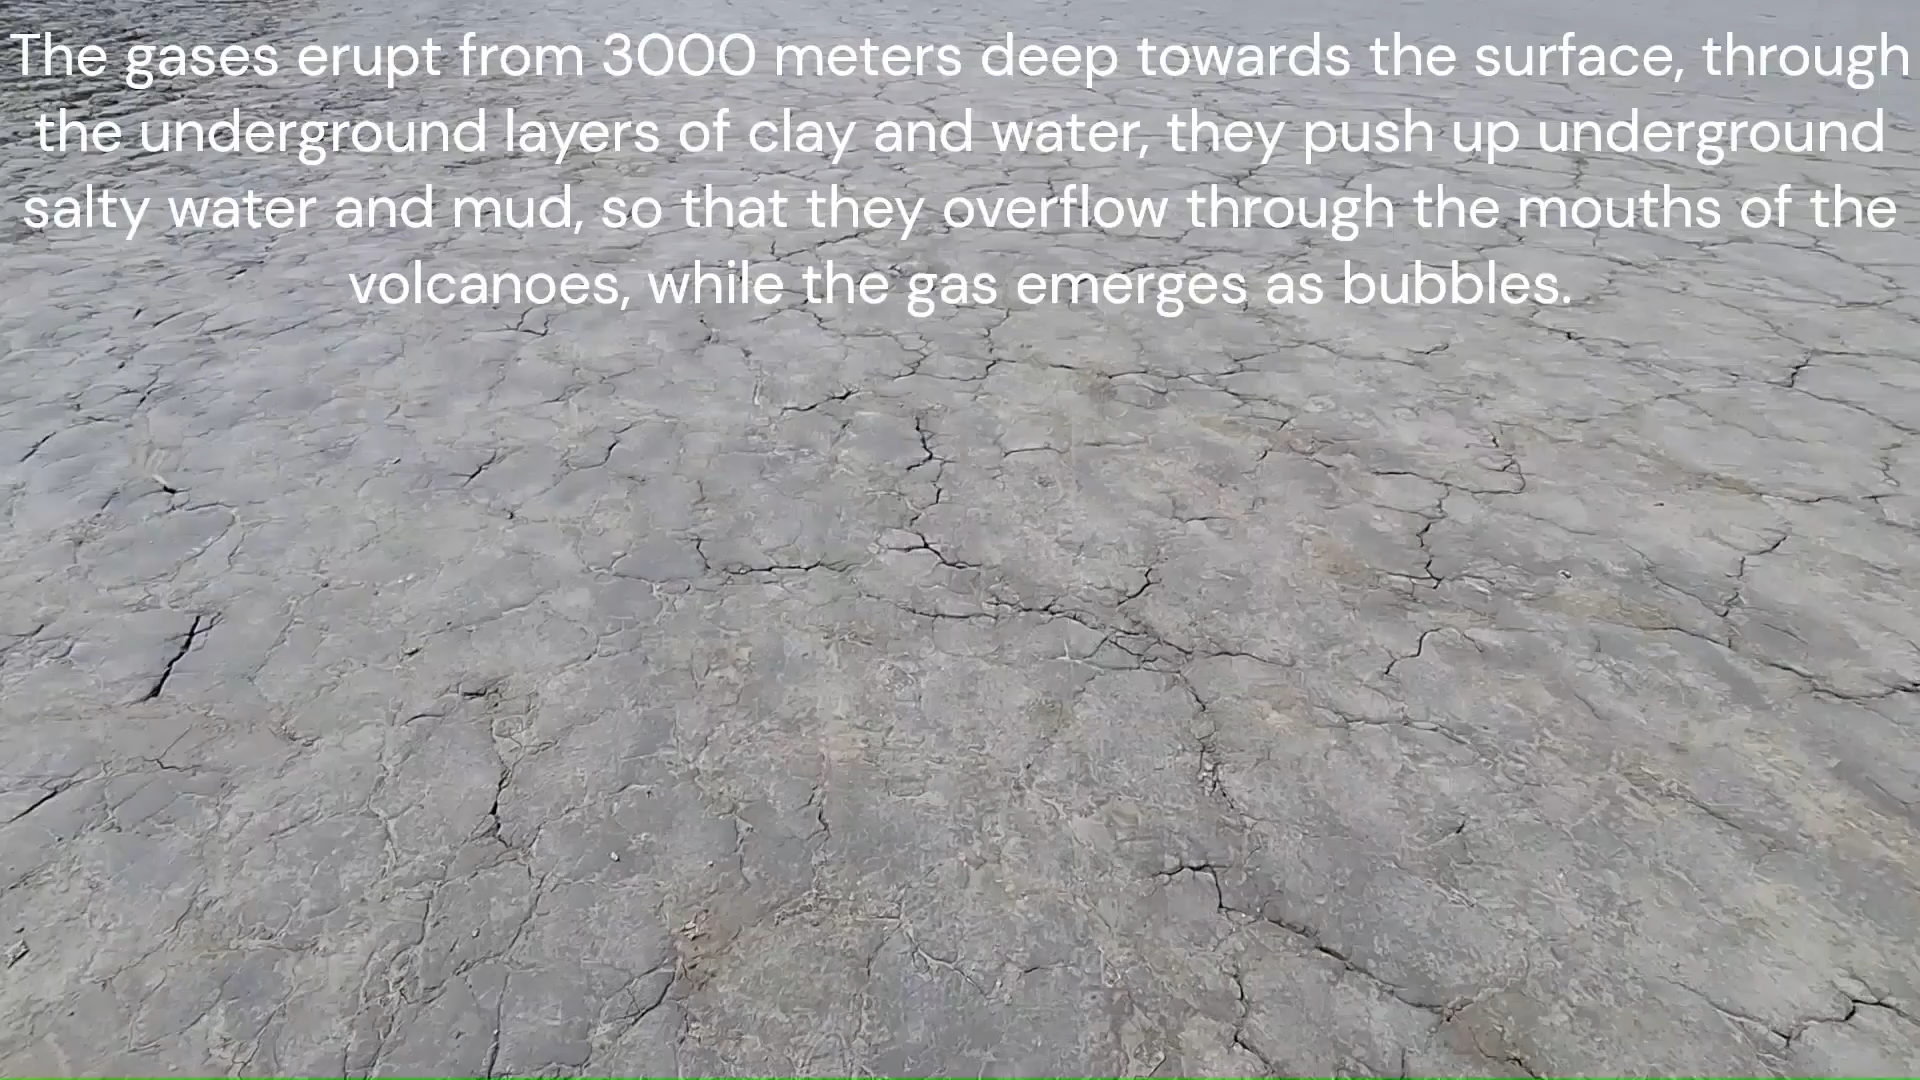 The gases erupt from 3000 meters deep towards the surface, through
the underground layers of clay and water, they push up underground
salty water and mud, so that they overflow through the mouths of the
volcanoes, while the gas emerges as bubbles.